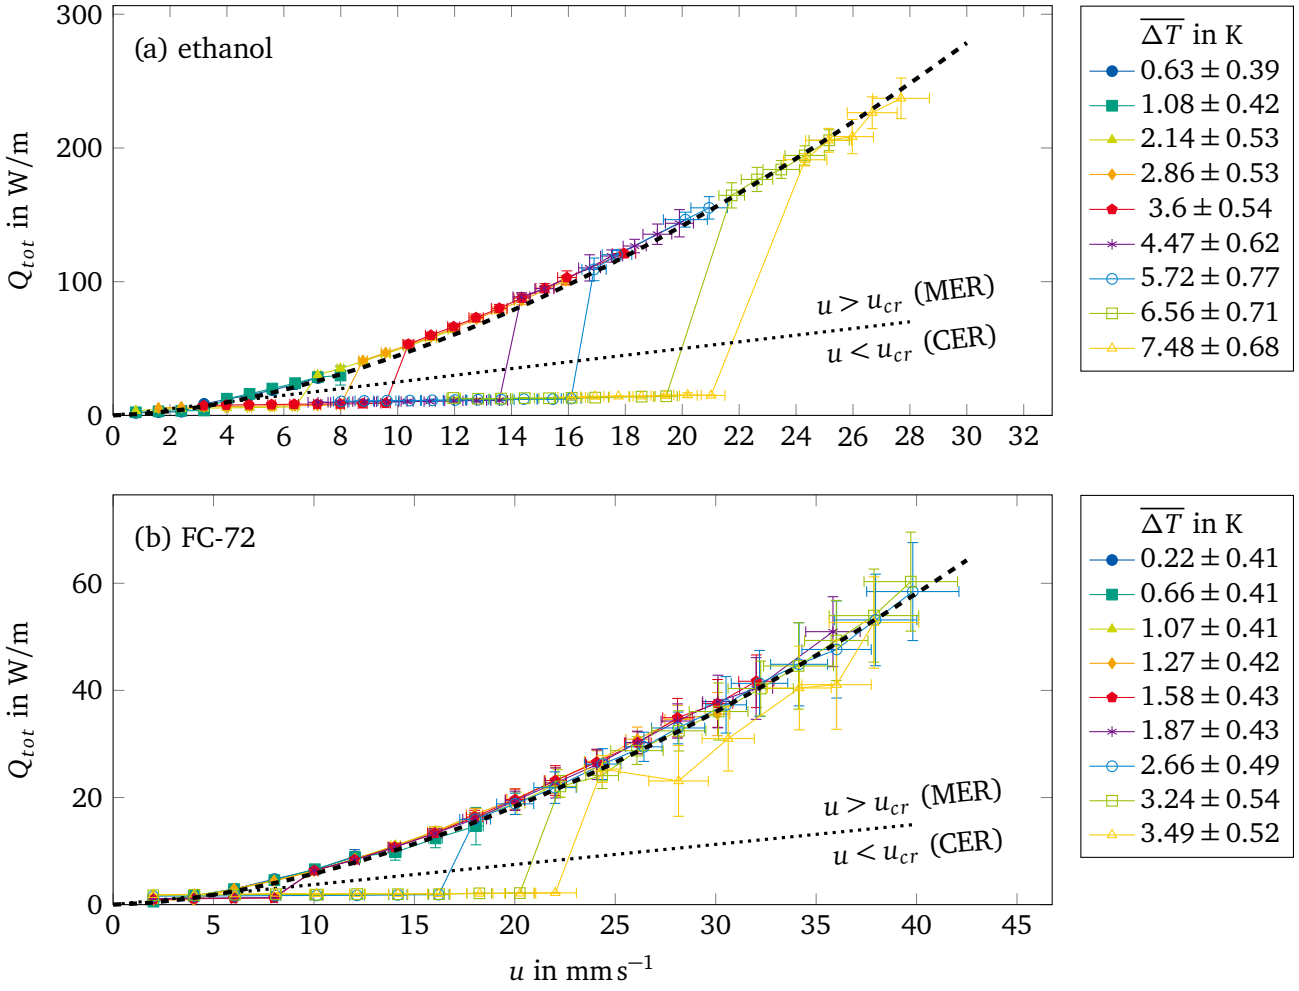 300
200
100
0
Q_tot in W/m
(a) ethanol
u > u_cr (MER)
u < u_cr (CER)
0 2 4 6 8 10 12 14 16 18 20 22 24 26 28 30 32
ΔT in K
0.63 ± 0.39
1.08 ± 0.42
2.14 ± 0.53
2.86 ± 0.53
3.6 ± 0.54
4.47 ± 0.62
5.72 ± 0.77
6.56 ± 0.71
7.48 ± 0.68
60
40
20
0
Q_tot in W/m
(b) FC-72
u > u_cr (MER)
u < u_cr (CER)
0 5 10 15 20 25 30 35 40 45
u in mm s⁻¹
ΔT in K
0.22 ± 0.41
0.66 ± 0.41
1.07 ± 0.41
1.27 ± 0.42
1.58 ± 0.43
1.87 ± 0.43
2.66 ± 0.49
3.24 ± 0.54
3.49 ± 0.52